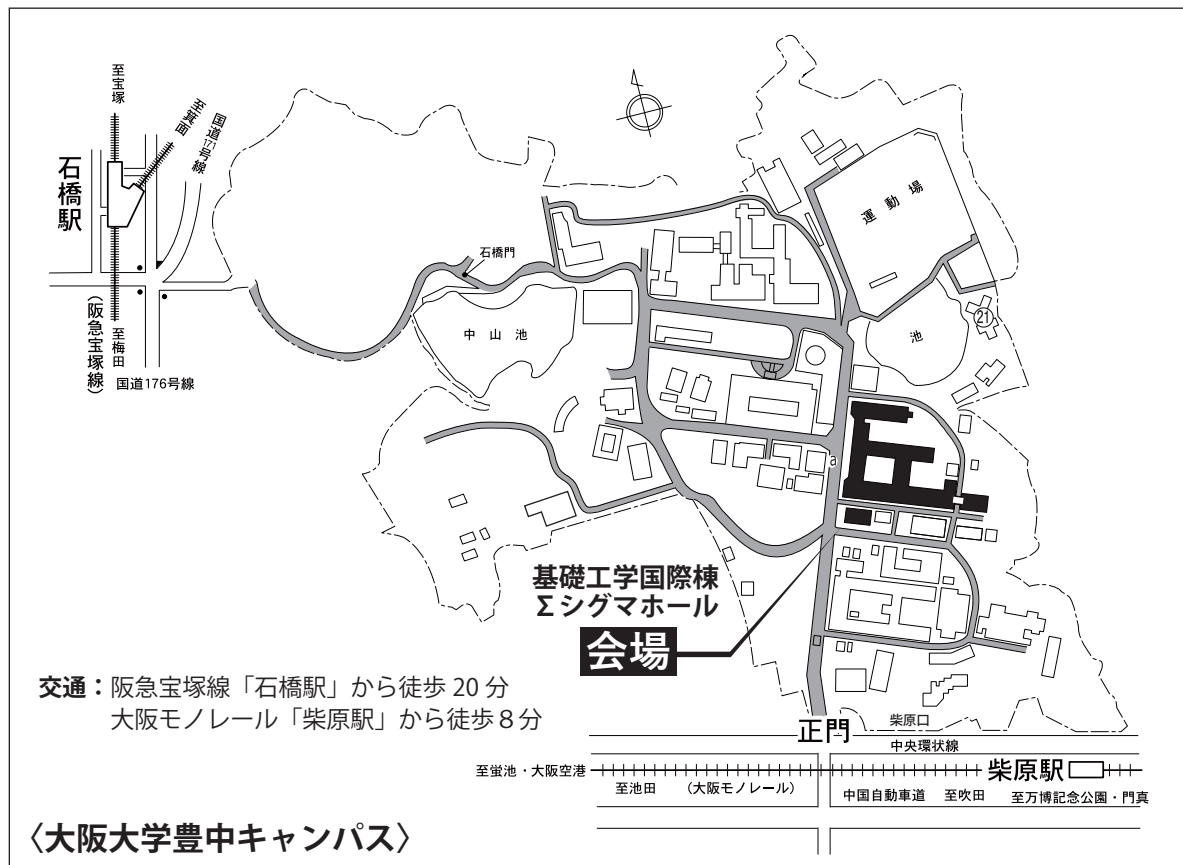 至宝塚
至箕面
国道171号線
石橋駅
(阪急宝塚線)
至梅田
国道176号線
石橋門
中山池
運動場
池
21
a
基礎工学国際棟
Σシグマホール
会場
交通：阪急宝塚線「石橋駅」から徒歩 20 分
大阪モノレール「柴原駅」から徒歩８分
正門
柴原口
中央環状線
至蛍池・大阪空港
柴原駅
至池田
(大阪モノレール)
中国自動車道
至吹田
至万博記念公園・門真
〈大阪大学豊中キャンパス〉